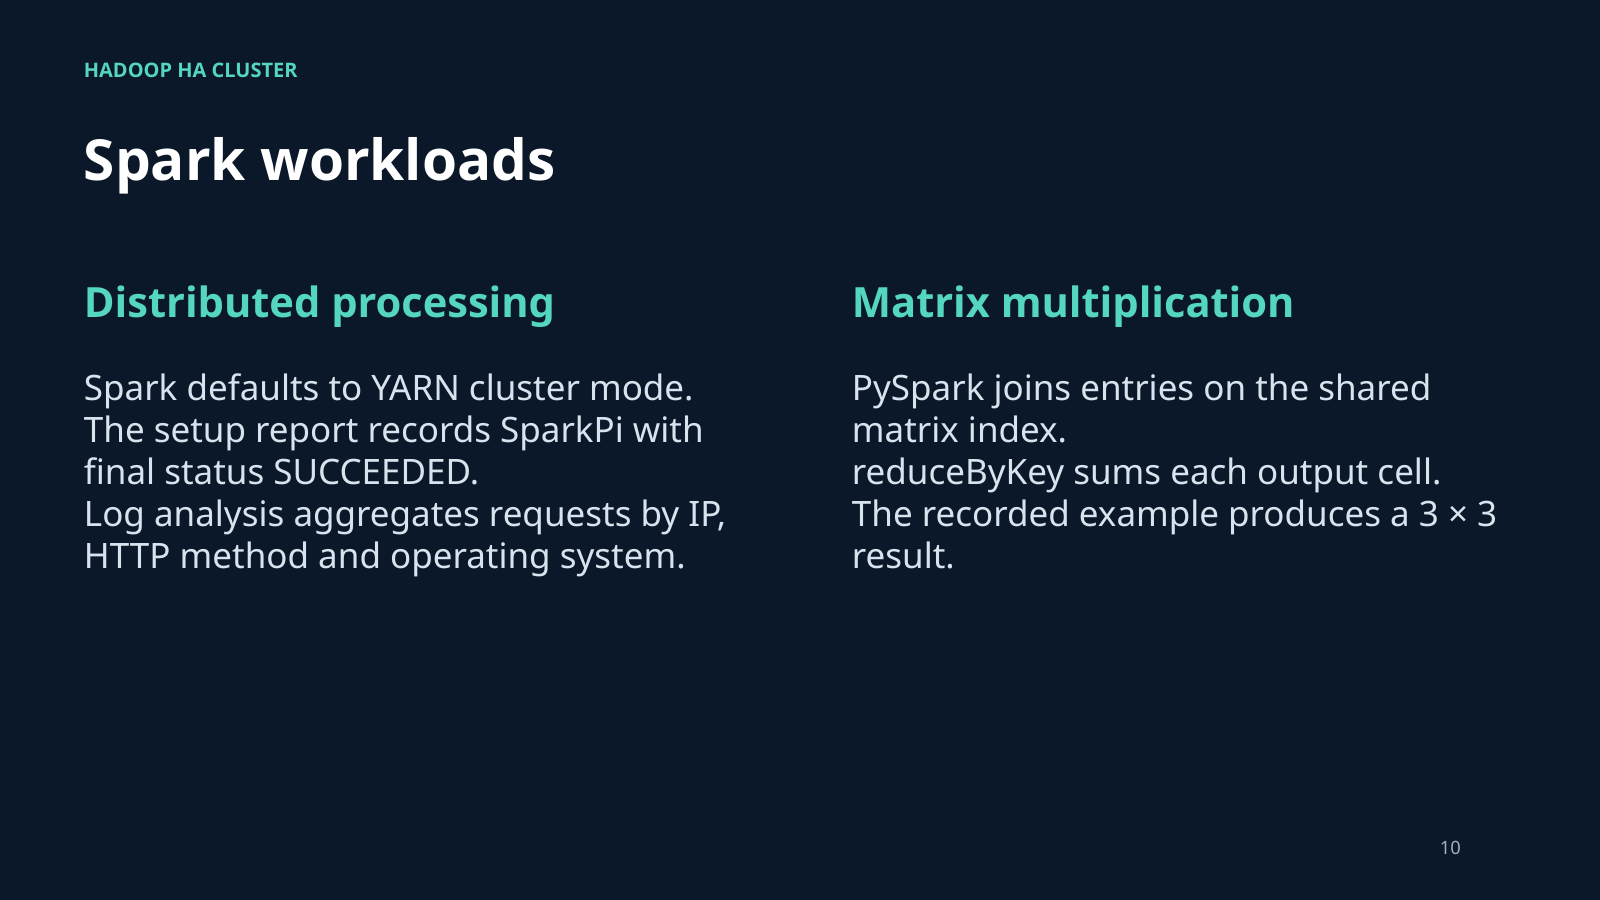 HADOOP HA CLUSTER
Spark workloads
Distributed processing
Spark defaults to YARN cluster mode.
The setup report records SparkPi with
final status SUCCEEDED.
Log analysis aggregates requests by IP,
HTTP method and operating system.
Matrix multiplication
PySpark joins entries on the shared
matrix index.
reduceByKey sums each output cell.
The recorded example produces a 3 × 3
result.
10